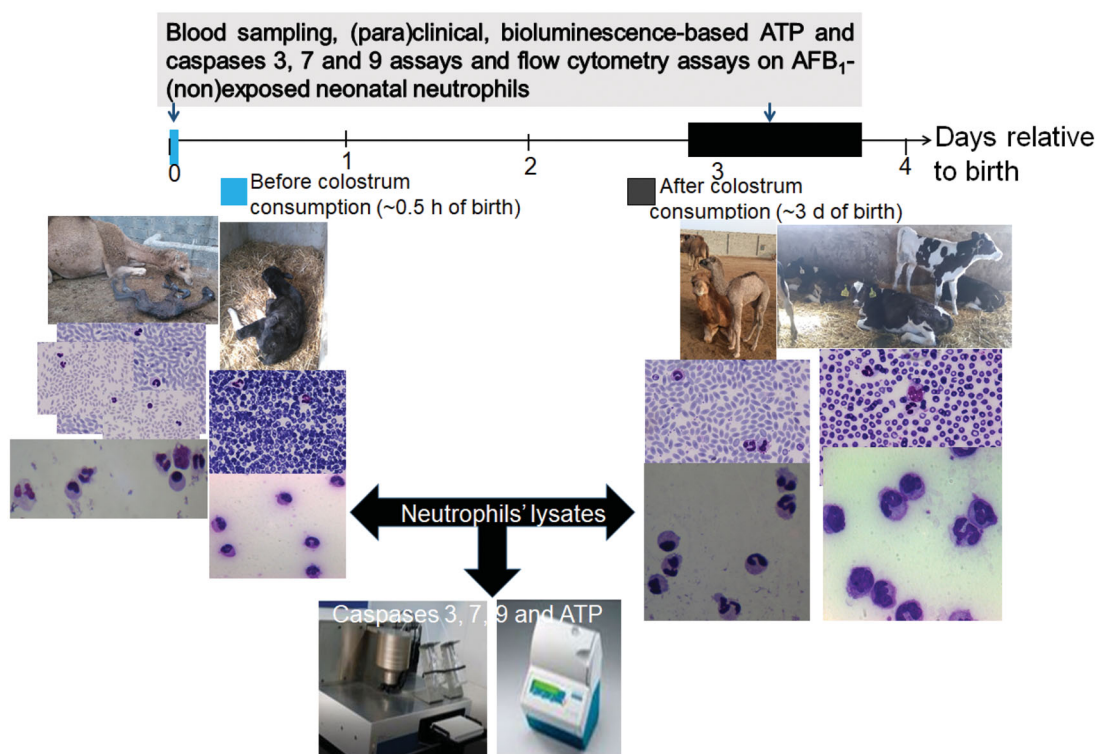 Blood sampling, (para)clinical, bioluminescence-based ATP and
caspases 3, 7 and 9 assays and flow cytometry assays on AFB₁-
(non)exposed neonatal neutrophils
0
1
2
3
4
Days relative
to birth
Before colostrum
consumption (~0.5 h of birth)
After colostrum
consumption (~3 d of birth)
Neutrophils’ lysates
Caspases 3, 7, 9 and ATP